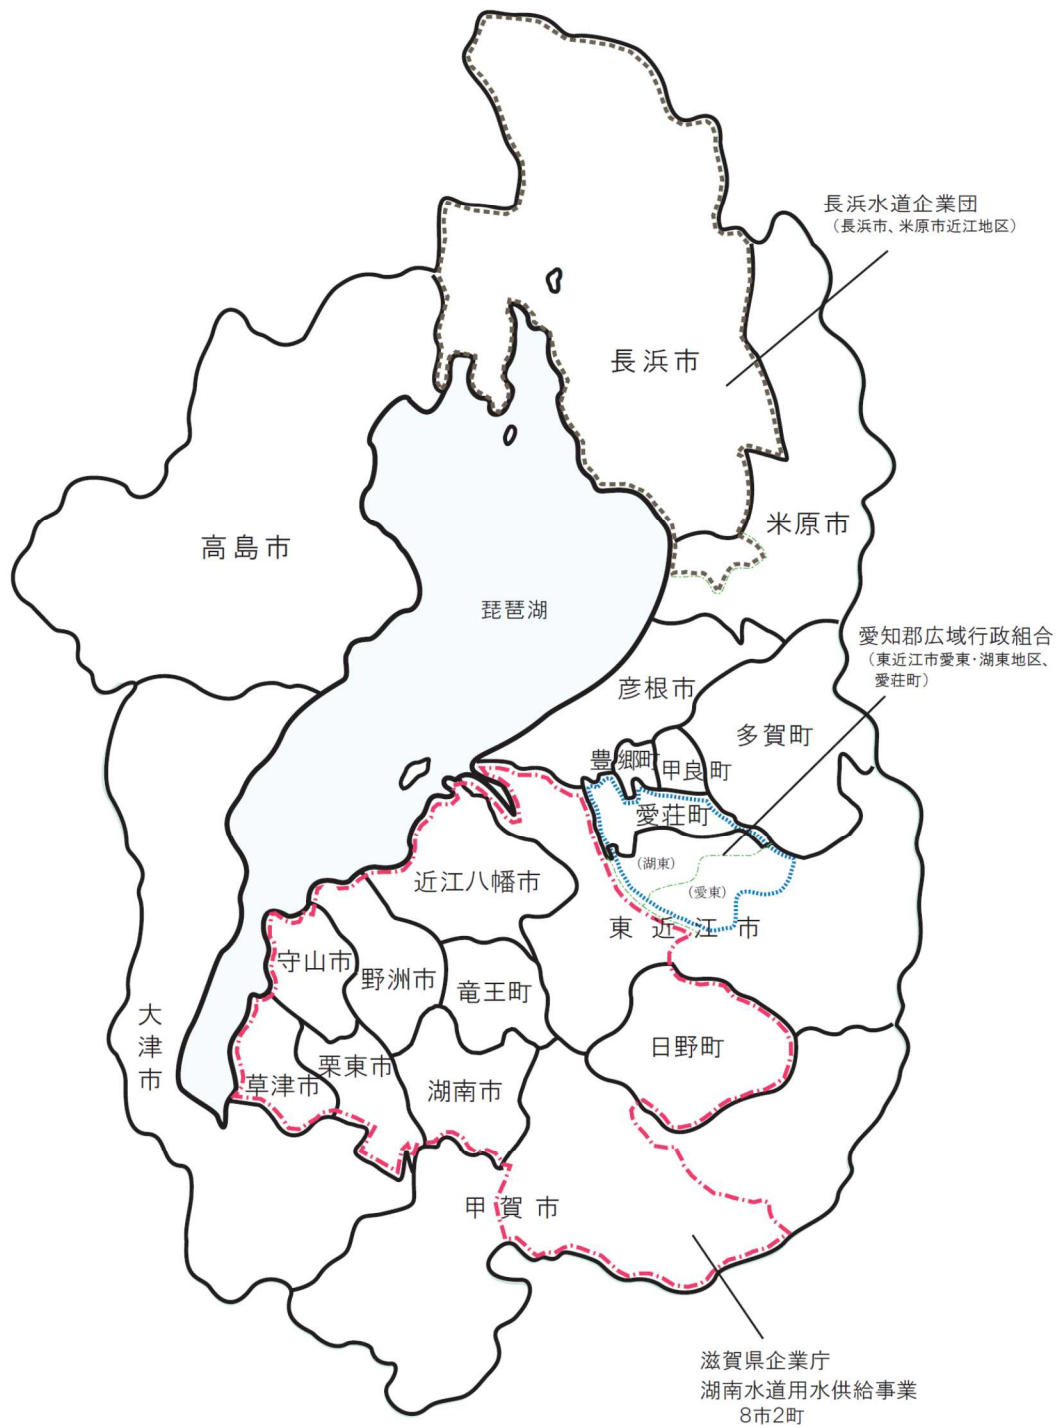 長浜水道企業団
（長浜市、米原市近江地区）
長浜市
米原市
高島市
琵琶湖
愛知郡広域行政組合
（東近江市愛東・湖東地区、
愛荘町）
彦根市
多賀町
豊郷町
甲良町
愛荘町
（湖東）
（愛東）
近江八幡市
東近江市
守山市
野洲市
竜王町
大津市
日野町
栗東市
草津市
湖南市
甲賀市
滋賀県企業庁
湖南水道用水供給事業
8市2町